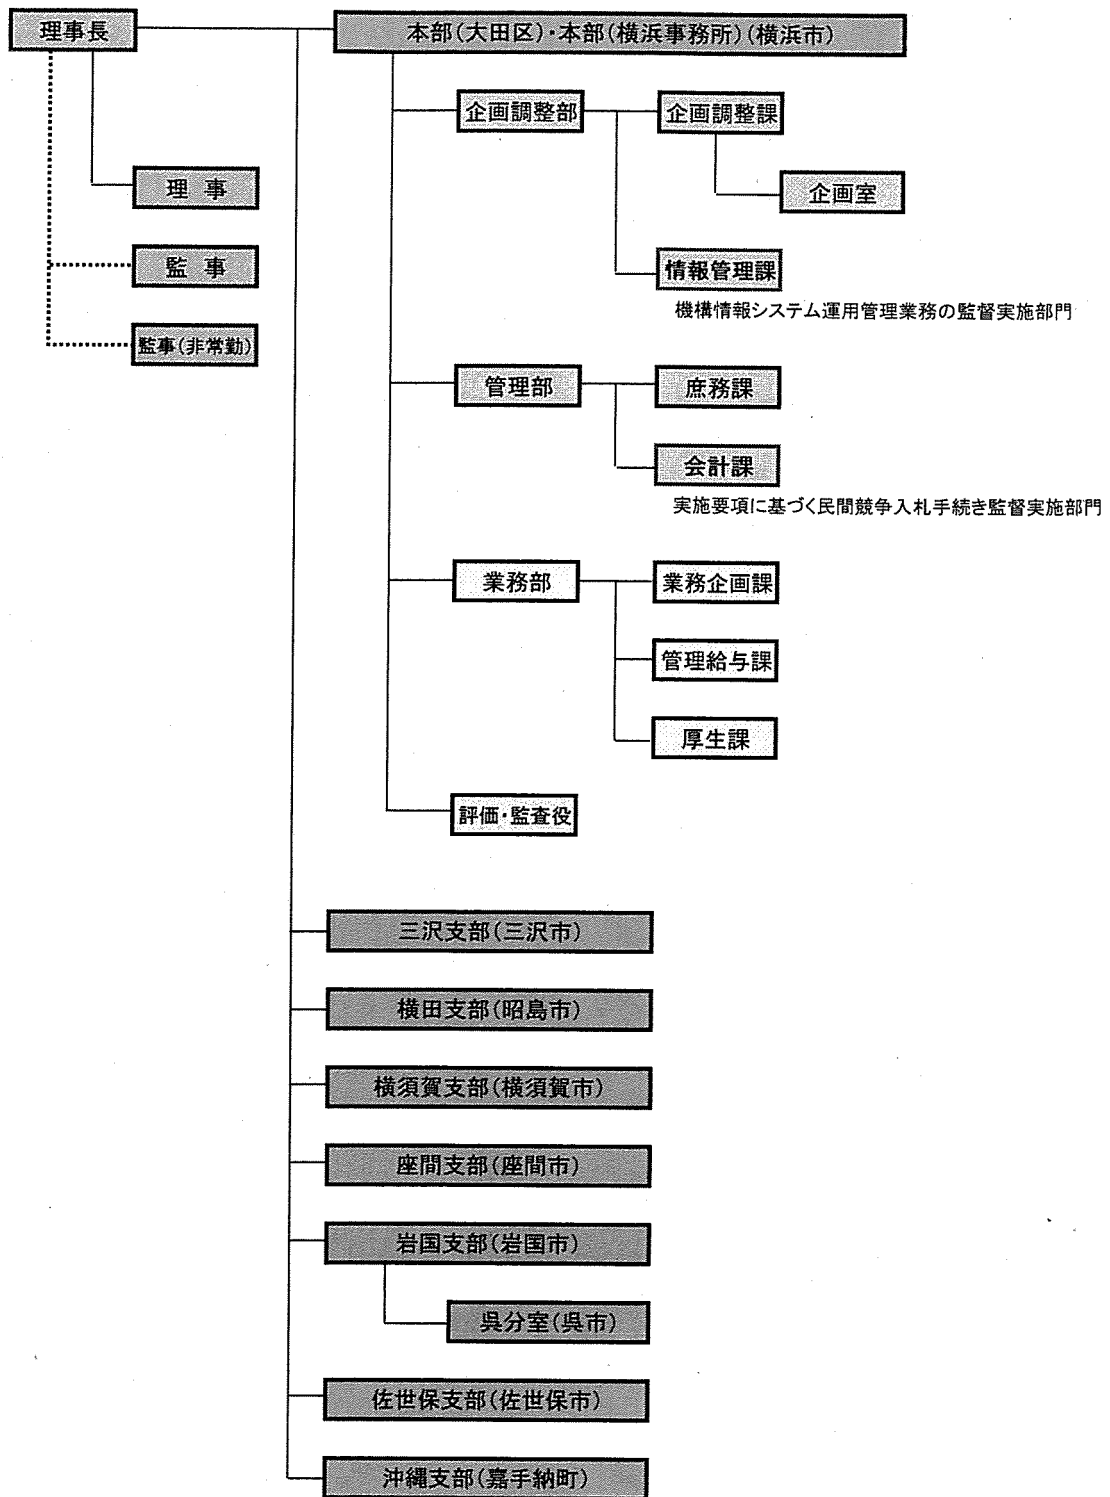 理事長
本部(大田区)・本部(横浜事務所)(横浜市)
企画調整部
企画調整課
理 事
企画室
監 事
情報管理課
機構情報システム運用管理業務の監督実施部門
監事(非常勤)
管理部
庶務課
会計課
実施要項に基づく民間競争入札手続き監督実施部門
業務部
業務企画課
管理給与課
厚生課
評価・監査役
三沢支部(三沢市)
横田支部(昭島市)
横須賀支部(横須賀市)
座間支部(座間市)
岩国支部(岩国市)
呉分室(呉市)
佐世保支部(佐世保市)
沖縄支部(嘉手納町)